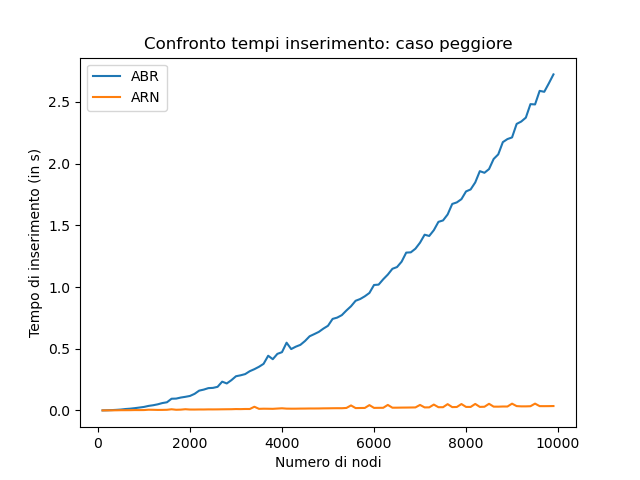 Confronto tempi inserimento: caso peggiore
ABR
ARN
Tempo di inserimento (in s)
2.5
2.0
1.5
1.0
0.5
0.0
0
2000
4000
6000
8000
10000
Numero di nodi